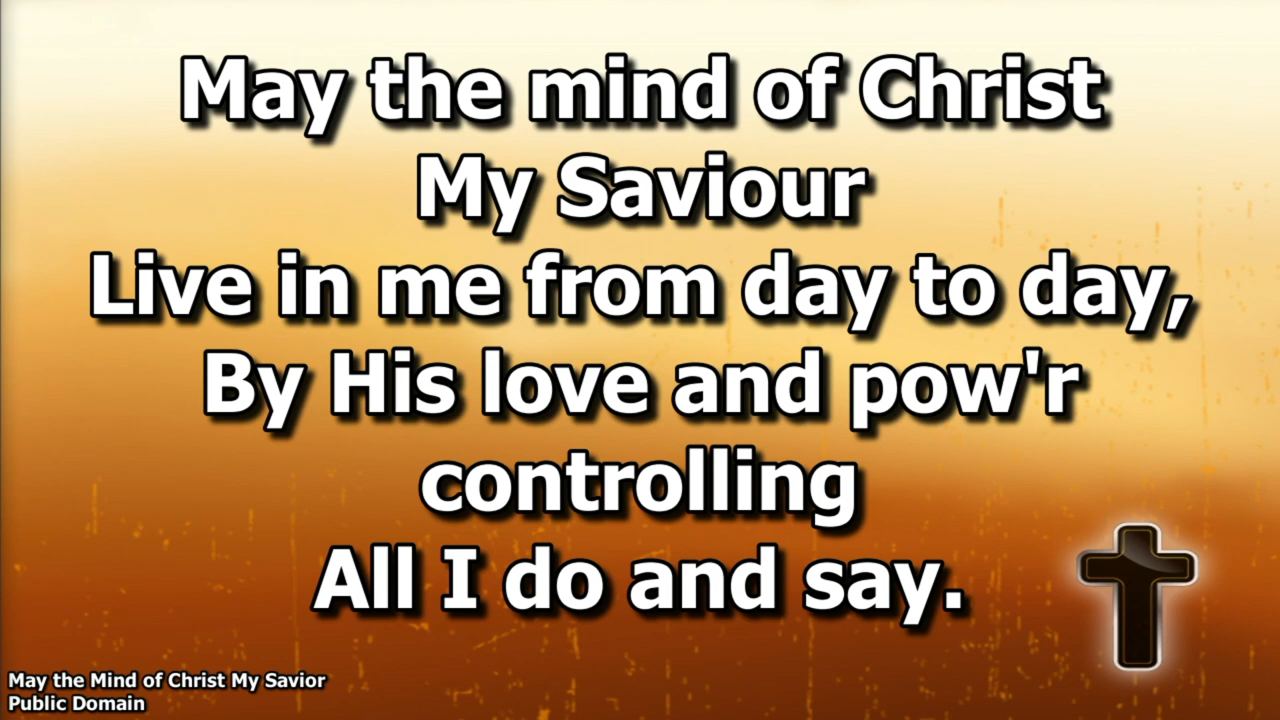 May the mind of Christ
My Saviour
Live in me from day to day,
By His love and pow'r
controlling
All I do and say.
May the Mind of Christ My Savior
Public Domain